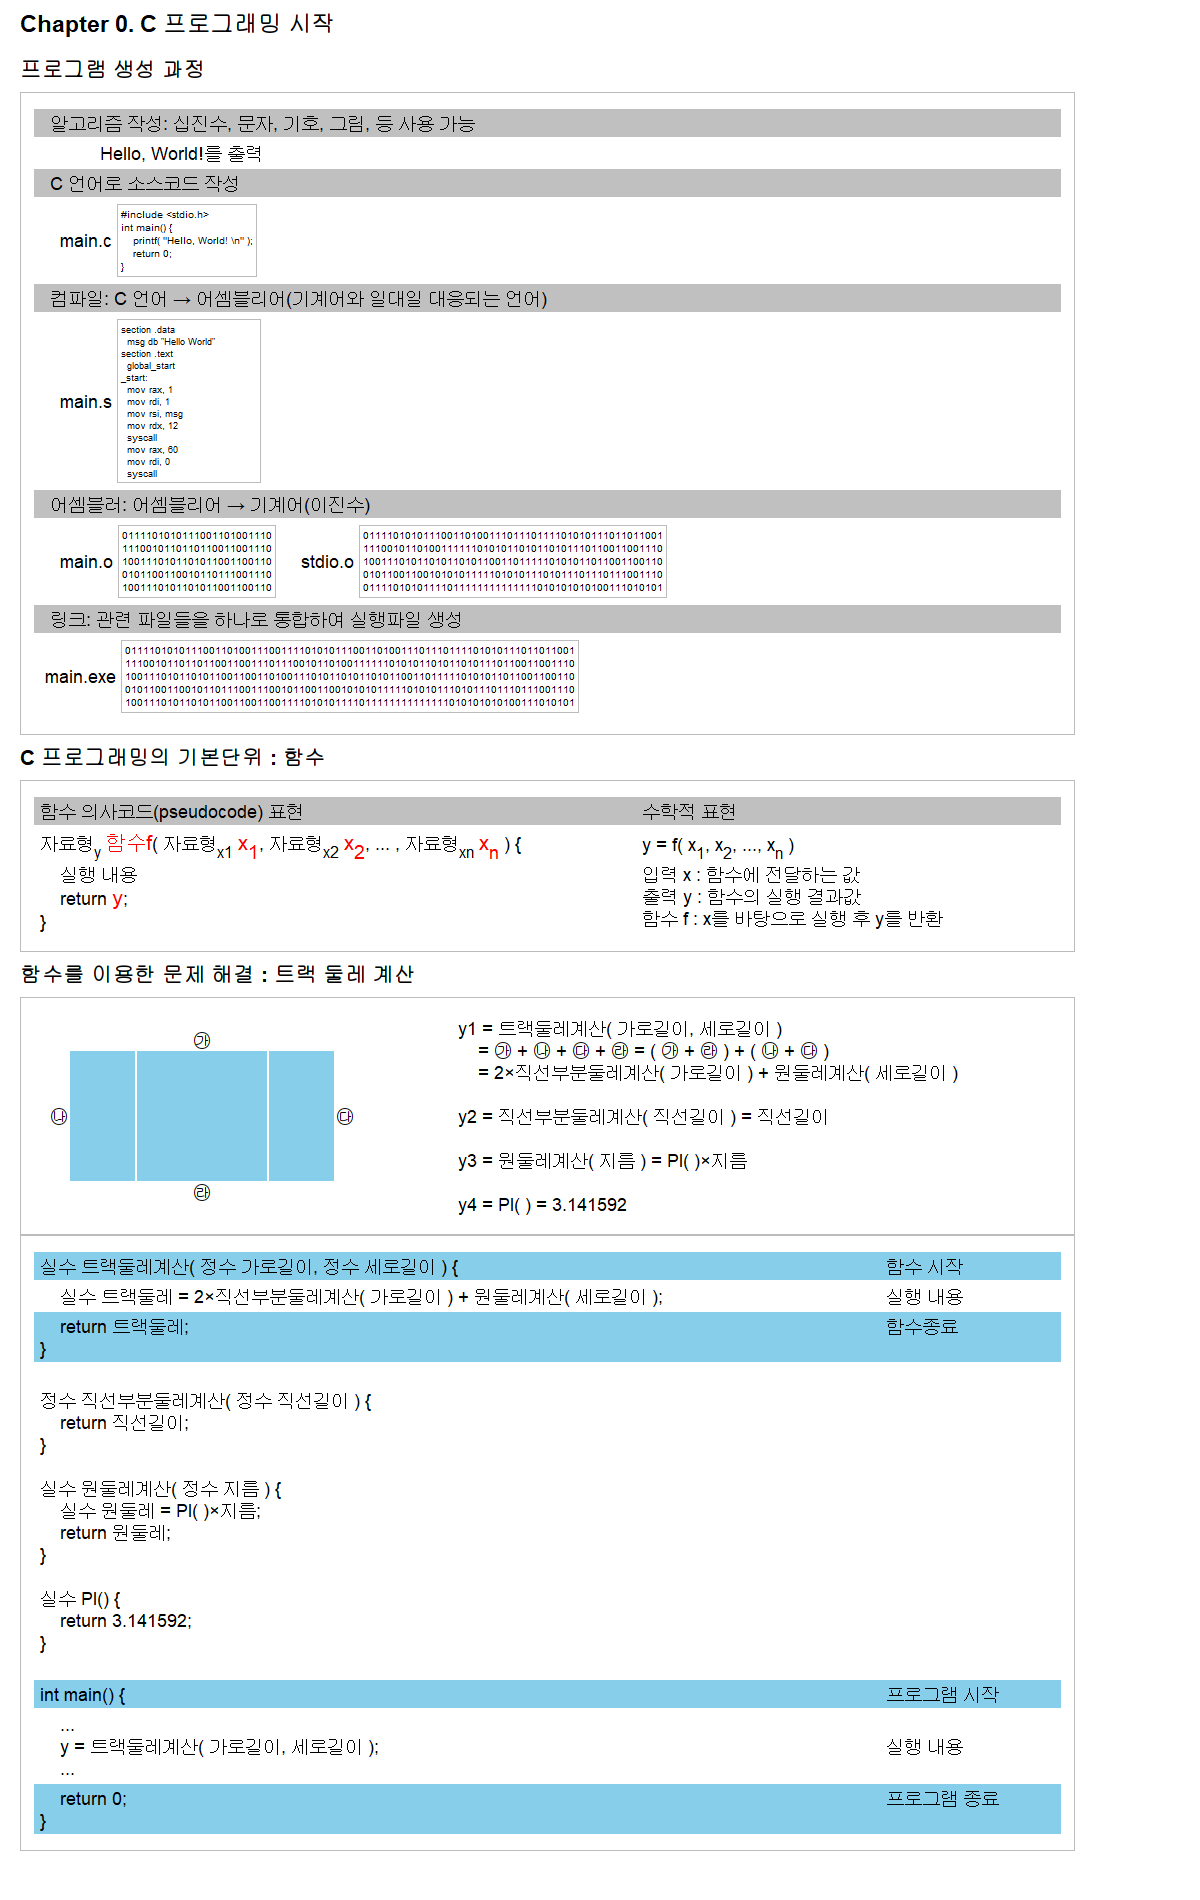 Chapter 0. C 프로그래밍 시작
프로그램 생성 과정
알고리즘 작성: 십진수, 문자, 기호, 그림, 등 사용 가능
Hello, World!를 출력
C 언어로 소스코드 작성
main.c
#include <stdio.h>
int main() {
printf( "Hello, World! \n" );
return 0;
}
컴파일: C 언어 → 어셈블리어(기계어와 일대일 대응되는 언어)
main.s
section .data
msg db "Hello World"
section .text
global_start
_start:
mov rax, 1
mov rdi, 1
mov rsi, msg
mov rdx, 12
syscall
mov rax, 60
mov rdi, 0
syscall
어셈블러: 어셈블리어 → 기계어(이진수)
main.o
0111101010111001101001110
1110010110110110011001110
1001110101101011001100110
0101100110010110111001110
1001110101101011001100110
stdio.o
링크: 관련 파일들을 하나로 통합하여 실행파일 생성
main.exe
C 프로그래밍의 기본단위 : 함수
함수 의사코드(pseudocode) 표현 수학적 표현
자료형y 함수f( 자료형x1 x1, 자료형x2 x2, ... , 자료형xn xn ) { y = f( x1, x2, ..., xn )
실행 내용 입력 x : 함수에 전달하는 값
return y; 출력 y : 함수의 실행 결과값
} 함수 f : x를 바탕으로 실행 후 y를 반환
함수를 이용한 문제 해결 : 트랙 둘레 계산
㉮
㉯
㉰
㉱
y1 = 트랙둘레계산( 가로길이, 세로길이 )
= ㉮ + ㉯ + ㉰ + ㉱ = ( ㉮ + ㉱ ) + ( ㉯ + ㉰ )
= 2×직선부분둘레계산( 가로길이 ) + 원둘레계산( 세로길이 )
y2 = 직선부분둘레계산( 직선길이 ) = 직선길이
y3 = 원둘레계산( 지름 ) = PI( )×지름
y4 = PI( ) = 3.141592
실수 트랙둘레계산( 정수 가로길이, 정수 세로길이 ) { 함수 시작
실수 트랙둘레 = 2×직선부분둘레계산( 가로길이 ) + 원둘레계산( 세로길이 ); 실행 내용
return 트랙둘레; 함수종료
}
정수 직선부분둘레계산( 정수 직선길이 ) {
return 직선길이;
}
실수 원둘레계산( 정수 지름 ) {
실수 원둘레 = PI( )×지름;
return 원둘레;
}
실수 PI() {
return 3.141592;
}
int main() { 프로그램 시작
...
y = 트랙둘레계산( 가로길이, 세로길이 ); 실행 내용
...
return 0; 프로그램 종료
}